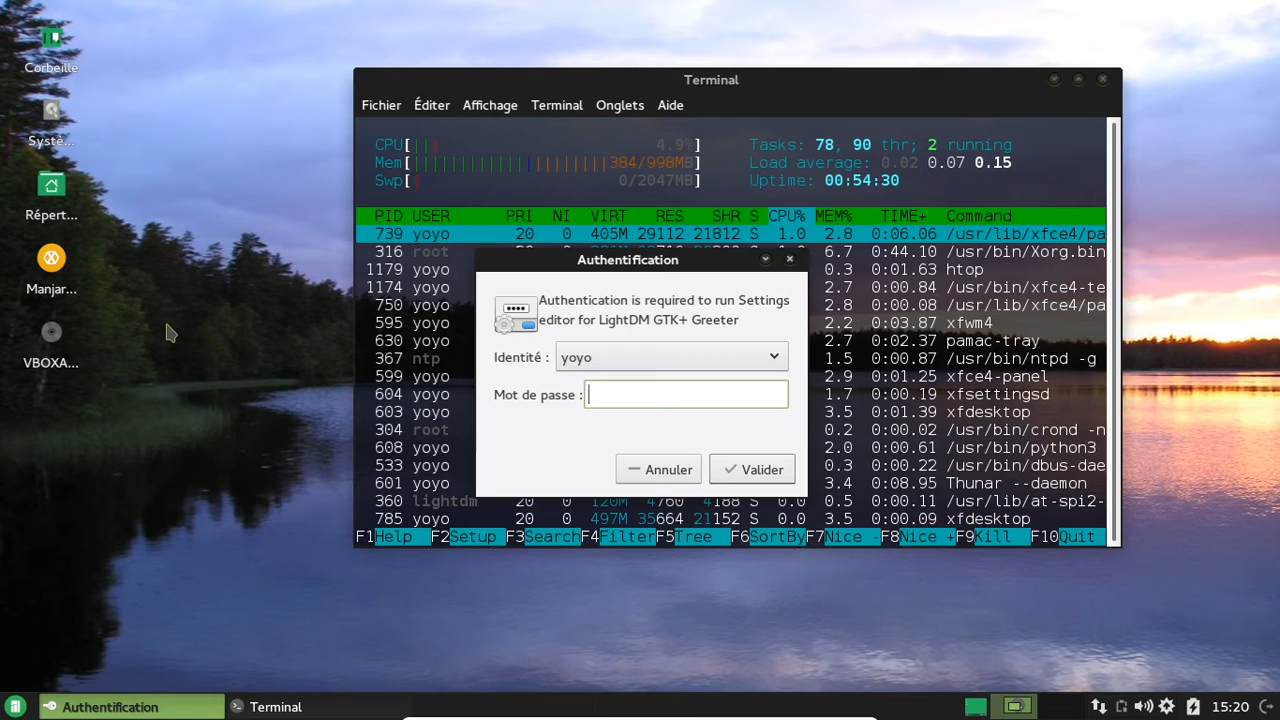 Corbeille
Systè...
Répert...
Manjar...
VBOXA...
Terminal
Fichier Éditer Affichage Terminal Onglets Aide
CPU[||| 4.9%] Tasks: 78, 90 thr; 2 running
Mem[||||||||||||||||||||||384/998MB] Load average: 0.02 0.07 0.15
Swp[| 0/2047MB] Uptime: 00:54:30
PID USER PRI NI VIRT RES SHR S CPU% MEM% TIME+ Command
739 yoyo 20 0 405M 29112 21812 S 1.0 2.8 0:06.06 /usr/lib/xfce4/pa
316 root 6.7 0:44.10 /usr/bin/Xorg.bin
1179 yoyo 0.3 0:01.63 htop
1174 yoyo 2.7 0:00.84 /usr/bin/xfce4-te
750 yoyo 2.8 0:00.08 /usr/lib/xfce4/pa
595 yoyo 2.2 0:03.87 xfwm4
630 yoyo 2.7 0:02.37 pamac-tray
367 ntp 1.5 0:00.87 /usr/bin/ntpd -g
599 yoyo 2.9 0:01.25 xfce4-panel
604 yoyo 1.7 0:00.19 xfsettingsd
603 yoyo 3.5 0:01.39 xfdesktop
304 root 0.2 0:00.02 /usr/bin/crond -n
608 yoyo 2.0 0:00.61 /usr/bin/python3
533 yoyo 0.3 0:00.22 /usr/bin/dbus-dae
601 yoyo 3.4 0:08.95 Thunar --daemon
360 lightdm 20 0 120M 4760 4188 S 0.0 0.5 0:00.11 /usr/lib/at-spi2-
785 yoyo 20 0 497M 35664 21152 S 0.0 3.5 0:00.09 xfdesktop
F1Help F2Setup F3SearchF4FilterF5Tree F6SortByF7Nice -F8Nice +F9Kill F10Quit
Authentification
Authentication is required to run Settings
editor for LightDM GTK+ Greeter
Identité : yoyo
Mot de passe :
Annuler Valider
Authentification Terminal 15:20